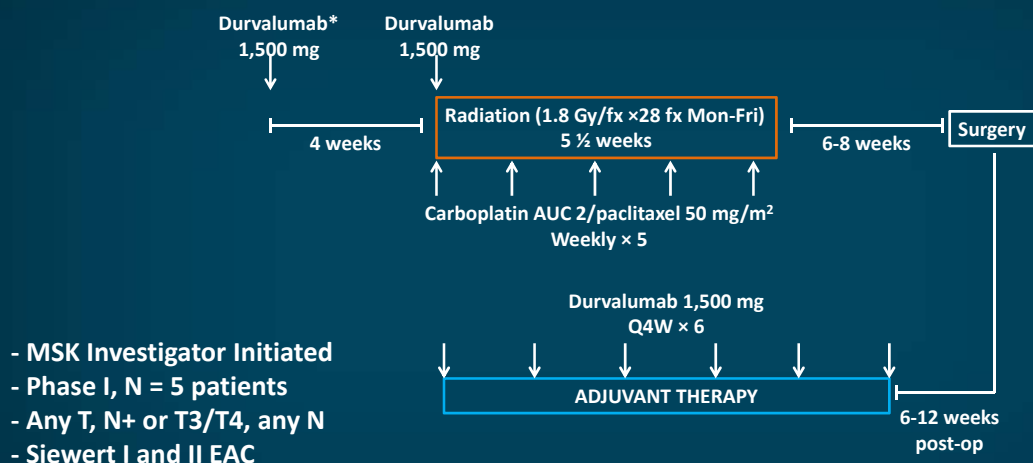 Durvalumab*
1,500 mg
Durvalumab
1,500 mg
4 weeks
Radiation (1.8 Gy/fx ×28 fx Mon-Fri)
5 ½ weeks
6-8 weeks
Surgery
Carboplatin AUC 2/paclitaxel 50 mg/m²
Weekly × 5
Durvalumab 1,500 mg
Q4W × 6
ADJUVANT THERAPY
6-12 weeks
post-op
- MSK Investigator Initiated
- Phase I, N = 5 patients
- Any T, N+ or T3/T4, any N
- Siewert I and II EAC